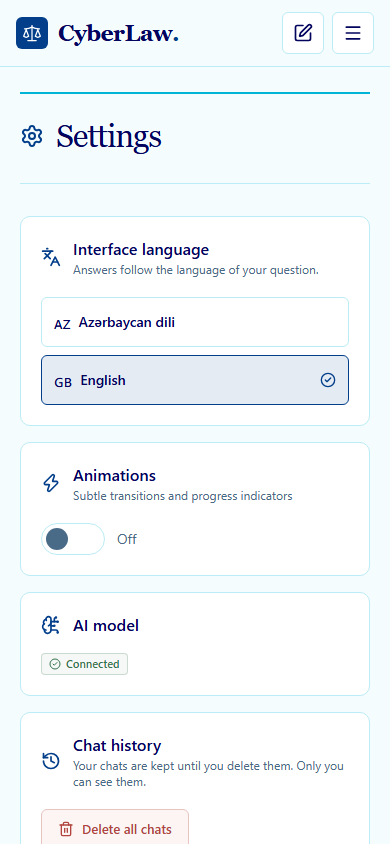 CyberLaw.
Settings
Interface language
Answers follow the language of your question.
AZ Azərbaycan dili
GB English
Animations
Subtle transitions and progress indicators
Off
AI model
Connected
Chat history
Your chats are kept until you delete them. Only you
can see them.
Delete all chats